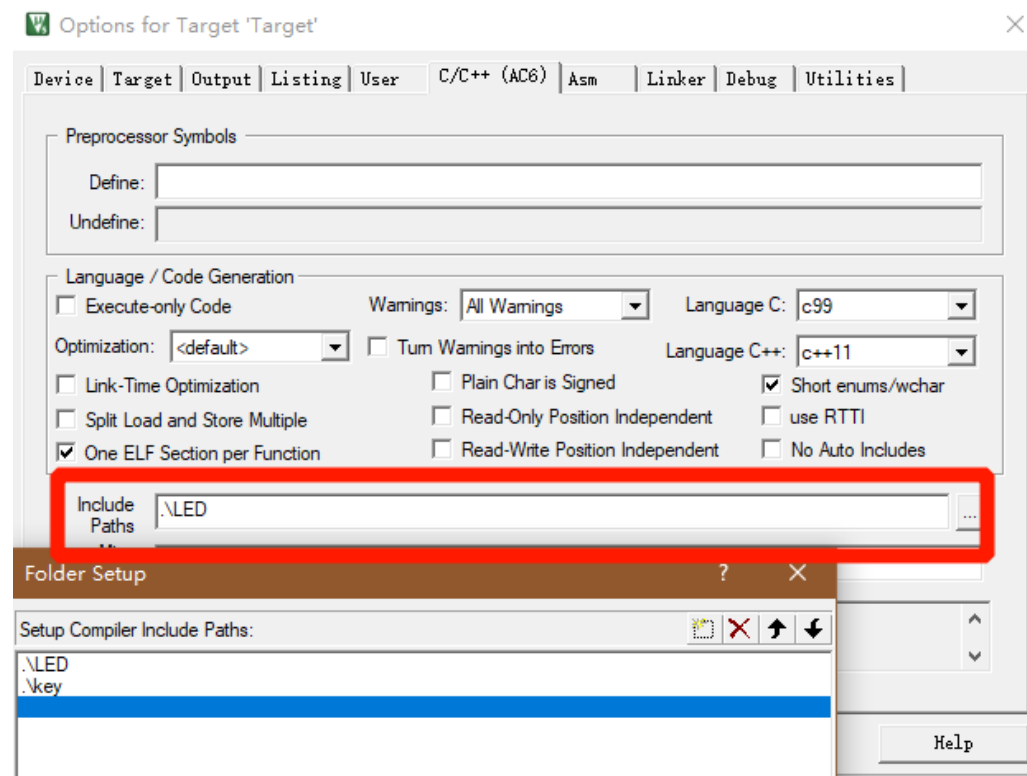 Options for Target 'Target'
Device Target Output Listing User C/C++ (AC6) Asm Linker Debug Utilities
Preprocessor Symbols
Define:
Undefine:
Language / Code Generation
Execute-only Code Warnings: All Warnings Language C: c99
Optimization: <default> Turn Warnings into Errors Language C++: c++11
Link-Time Optimization Plain Char is Signed Short enums/wchar
Split Load and Store Multiple Read-Only Position Independent use RTTI
One ELF Section per Function Read-Write Position Independent No Auto Includes
Include .\LED ...
Paths
Folder Setup ?
Setup Compiler Include Paths:
.\LED
.\key
Help